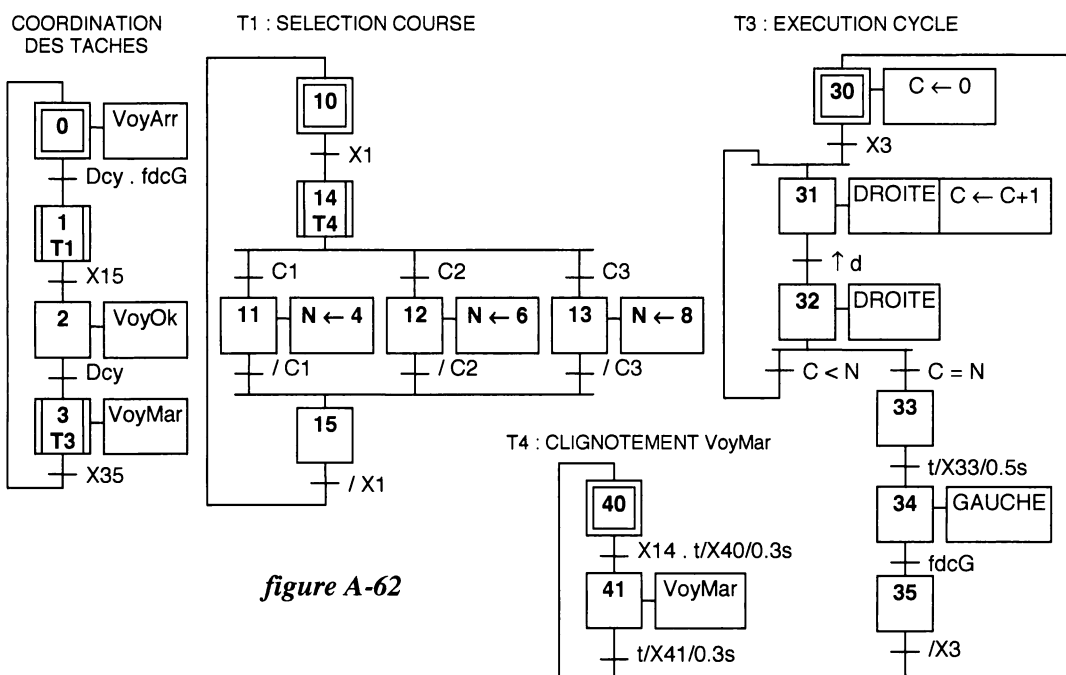 COORDINATION
DES TACHES
0
VoyArr
Dcy . fdcG
1
T1
X15
2
VoyOk
Dcy
3
T3
VoyMar
X35
T1 : SELECTION COURSE
10
X1
14
T4
C1
C2
C3
11
N ← 4
12
N ← 6
13
N ← 8
/ C1
/ C2
/ C3
15
/ X1
figure A-62
T4 : CLIGNOTEMENT VoyMar
40
X14 . t/X40/0.3s
41
VoyMar
t/X41/0.3s
T3 : EXECUTION CYCLE
30
C ← 0
X3
31
DROITE
C ← C+1
↑ d
32
DROITE
C < N
C = N
33
t/X33/0.5s
34
GAUCHE
fdcG
35
/X3